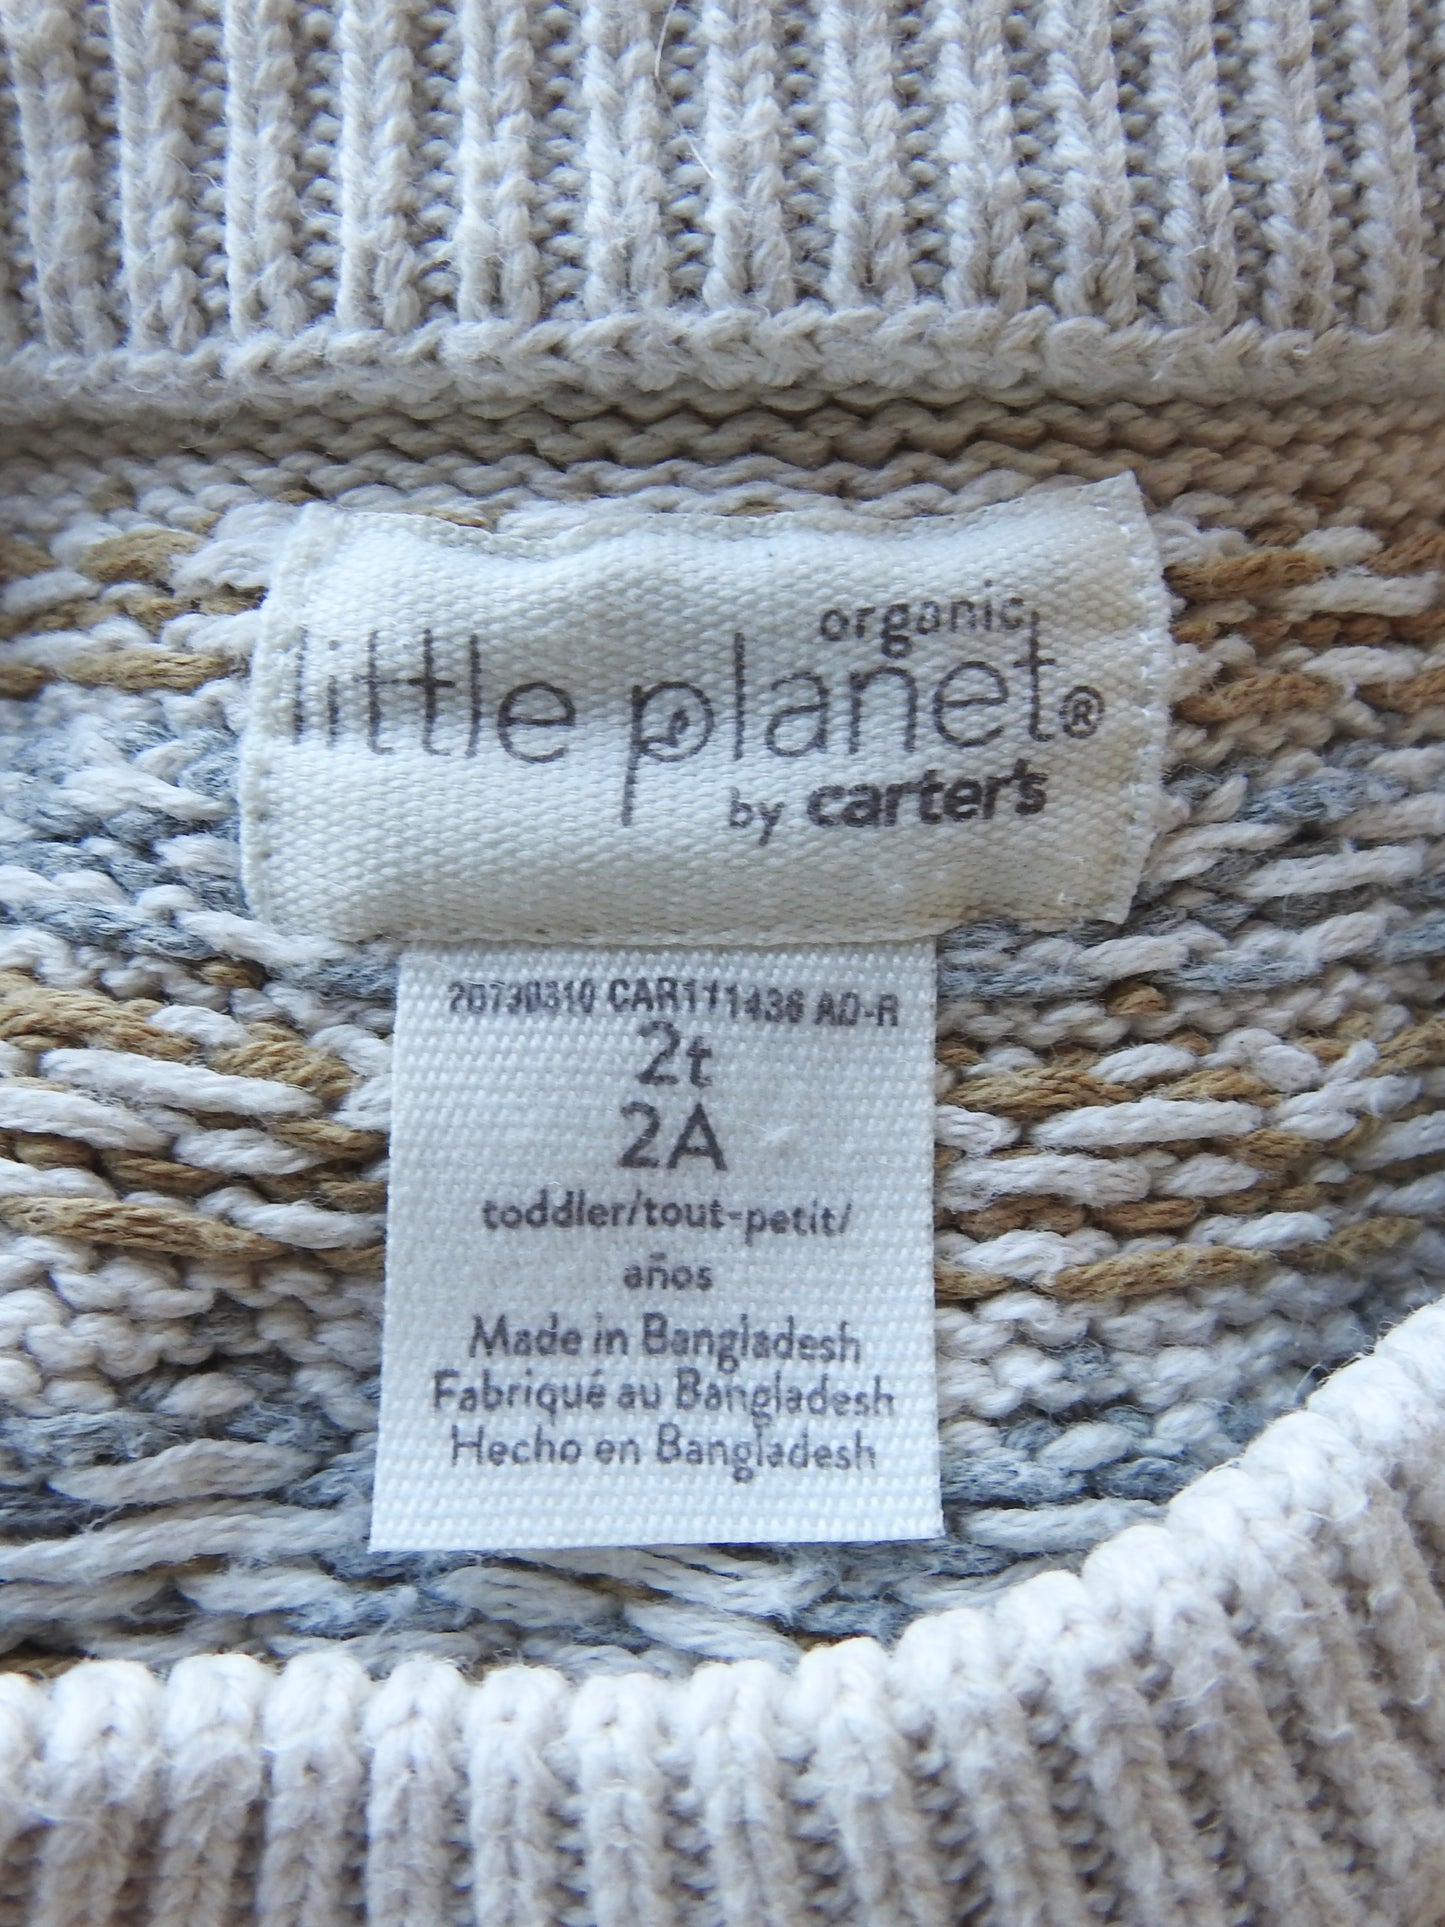 organic
little planet®
by carter's
CAR111436 AD-R
2t
2A
toddler/tout-petit/
años
Made in Bangladesh
Fabriqué au Bangladesh
Hecho en Bangladesh